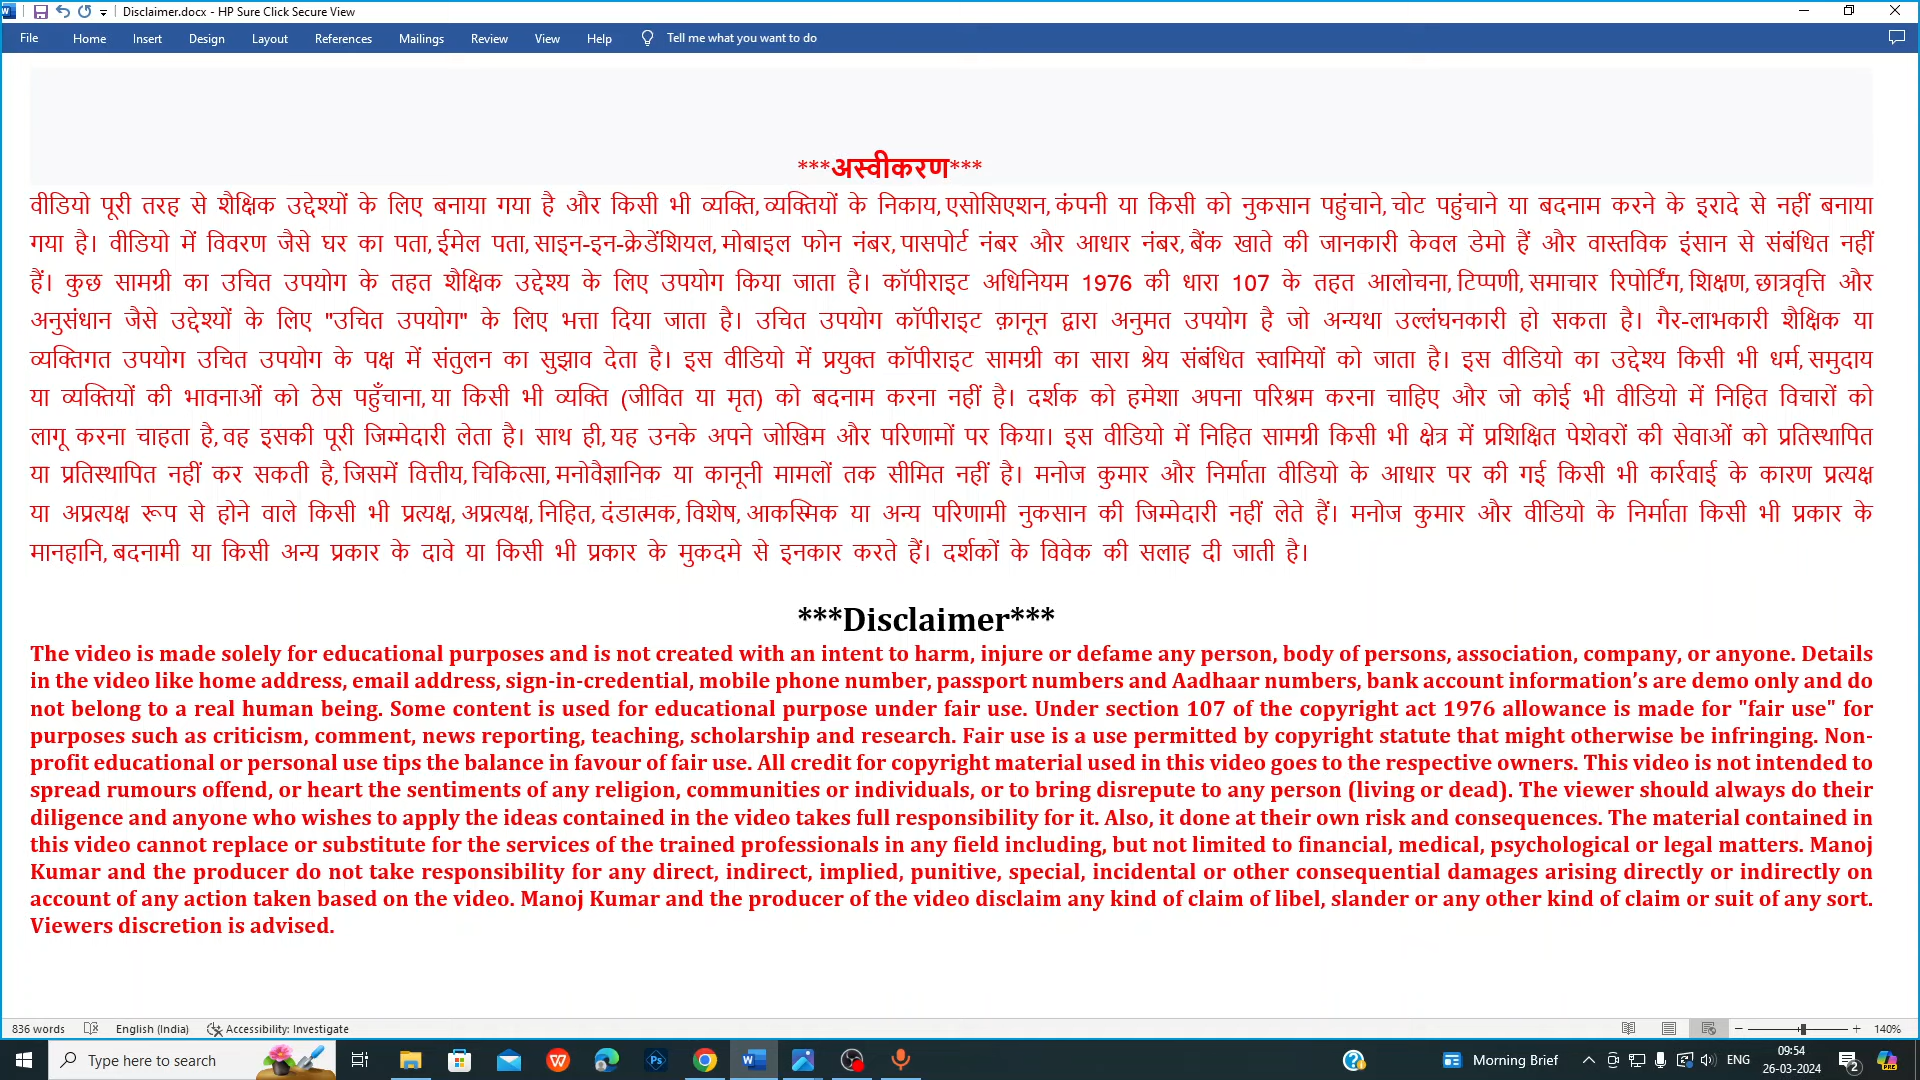 Disclaimer.docx - HP Sure Click Secure View
File Home Insert Design Layout References Mailings Review View Help Tell me what you want to do
***अस्वीकरण***
वीडियो पूरी तरह से शैक्षिक उद्देश्यों के लिए बनाया गया है और किसी भी व्यक्ति, व्यक्तियों के निकाय, एसोसिएशन, कंपनी या किसी को नुकसान पहुंचाने, चोट पहुंचाने या बदनाम करने के इरादे से नहीं बनाया
गया है। वीडियो में विवरण जैसे घर का पता, ईमेल पता, साइन-इन-क्रेडेंशियल, मोबाइल फोन नंबर, पासपोर्ट नंबर और आधार नंबर, बैंक खाते की जानकारी केवल डेमो हैं और वास्तविक इंसान से संबंधित नहीं
हैं। कुछ सामग्री का उचित उपयोग के तहत शैक्षिक उद्देश्य के लिए उपयोग किया जाता है। कॉपीराइट अधिनियम 1976 की धारा 107 के तहत आलोचना, टिप्पणी, समाचार रिपोर्टिंग, शिक्षण, छात्रवृत्ति और
अनुसंधान जैसे उद्देश्यों के लिए "उचित उपयोग" के लिए भत्ता दिया जाता है। उचित उपयोग कॉपीराइट क़ानून द्वारा अनुमत उपयोग है जो अन्यथा उल्लंघनकारी हो सकता है। गैर-लाभकारी शैक्षिक या
व्यक्तिगत उपयोग उचित उपयोग के पक्ष में संतुलन का सुझाव देता है। इस वीडियो में प्रयुक्त कॉपीराइट सामग्री का सारा श्रेय संबंधित स्वामियों को जाता है। इस वीडियो का उद्देश्य किसी भी धर्म, समुदाय
या व्यक्तियों की भावनाओं को ठेस पहुँचाना, या किसी भी व्यक्ति (जीवित या मृत) को बदनाम करना नहीं है। दर्शक को हमेशा अपना परिश्रम करना चाहिए और जो कोई भी वीडियो में निहित विचारों को
लागू करना चाहता है, वह इसकी पूरी जिम्मेदारी लेता है। साथ ही, यह उनके अपने जोखिम और परिणामों पर किया। इस वीडियो में निहित सामग्री किसी भी क्षेत्र में प्रशिक्षित पेशेवरों की सेवाओं को प्रतिस्थापित
या प्रतिस्थापित नहीं कर सकती है, जिसमें वित्तीय, चिकित्सा, मनोवैज्ञानिक या कानूनी मामलों तक सीमित नहीं है। मनोज कुमार और निर्माता वीडियो के आधार पर की गई किसी भी कार्रवाई के कारण प्रत्यक्ष
या अप्रत्यक्ष रूप से होने वाले किसी भी प्रत्यक्ष, अप्रत्यक्ष, निहित, दंडात्मक, विशेष, आकस्मिक या अन्य परिणामी नुकसान की जिम्मेदारी नहीं लेते हैं। मनोज कुमार और वीडियो के निर्माता किसी भी प्रकार के
मानहानि, बदनामी या किसी अन्य प्रकार के दावे या किसी भी प्रकार के मुकदमे से इनकार करते हैं। दर्शकों के विवेक की सलाह दी जाती है।
***Disclaimer***
The video is made solely for educational purposes and is not created with an intent to harm, injure or defame any person, body of persons, association, company, or anyone. Details
in the video like home address, email address, sign-in-credential, mobile phone number, passport numbers and Aadhaar numbers, bank account information’s are demo only and do
not belong to a real human being. Some content is used for educational purpose under fair use. Under section 107 of the copyright act 1976 allowance is made for "fair use" for
purposes such as criticism, comment, news reporting, teaching, scholarship and research. Fair use is a use permitted by copyright statute that might otherwise be infringing. Non-
profit educational or personal use tips the balance in favour of fair use. All credit for copyright material used in this video goes to the respective owners. This video is not intended to
spread rumours offend, or heart the sentiments of any religion, communities or individuals, or to bring disrepute to any person (living or dead). The viewer should always do their
diligence and anyone who wishes to apply the ideas contained in the video takes full responsibility for it. Also, it done at their own risk and consequences. The material contained in
this video cannot replace or substitute for the services of the trained professionals in any field including, but not limited to financial, medical, psychological or legal matters. Manoj
Kumar and the producer do not take responsibility for any direct, indirect, implied, punitive, special, incidental or other consequential damages arising directly or indirectly on
account of any action taken based on the video. Manoj Kumar and the producer of the video disclaim any kind of claim of libel, slander or any other kind of claim or suit of any sort.
Viewers discretion is advised.
836 words English (India) Accessibility: Investigate 140%
Type here to search Morning Brief ENG 09:54
26-03-2024